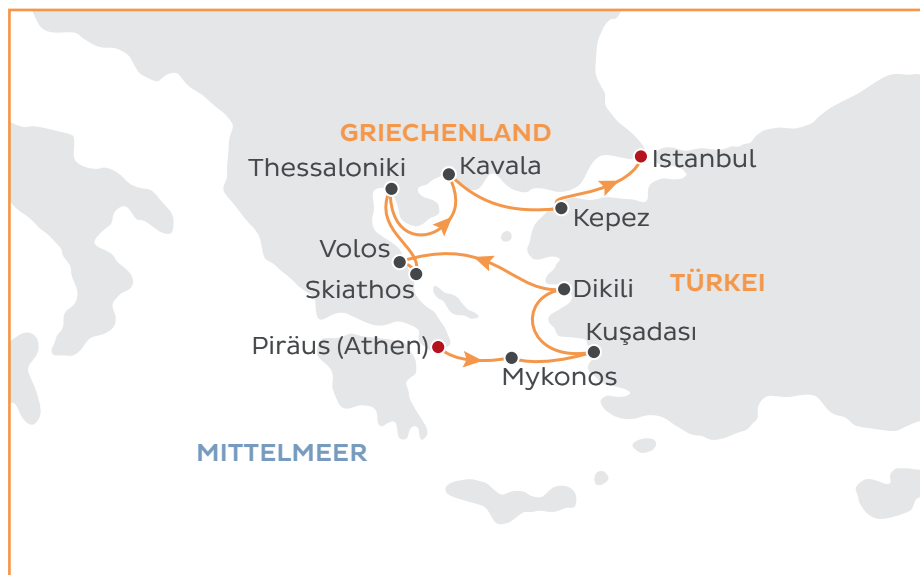 GRIECHENLAND
Thessaloniki
Kavala
Istanbul
Kepez
Volos
Skiathos
Dikili
TÜRKEI
Piräus (Athen)
Kuşadası
Mykonos
MITTELMEER